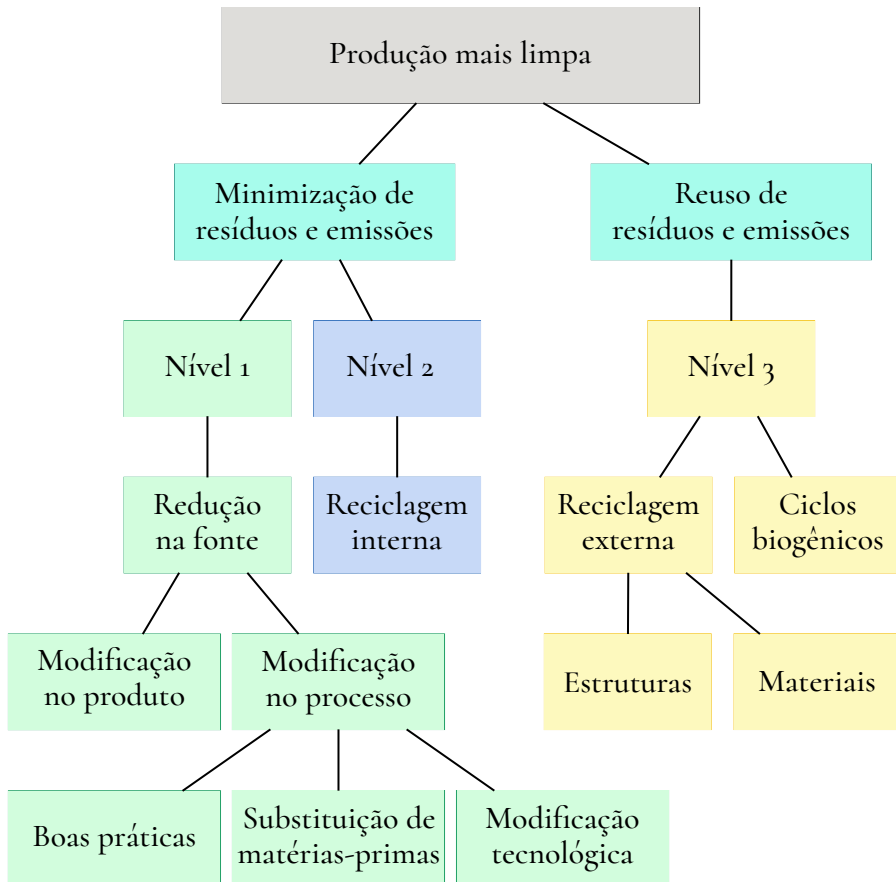 Produção mais limpa
Minimização de
resíduos e emissões
Reuso de
resíduos e emissões
Nível 1
Nível 2
Nível 3
Redução
na fonte
Reciclagem
interna
Reciclagem
externa
Ciclos
biogênicos
Modificação
no produto
Modificação
no processo
Estruturas
Materiais
Boas práticas
Substituição de
matérias-primas
Modificação
tecnológica